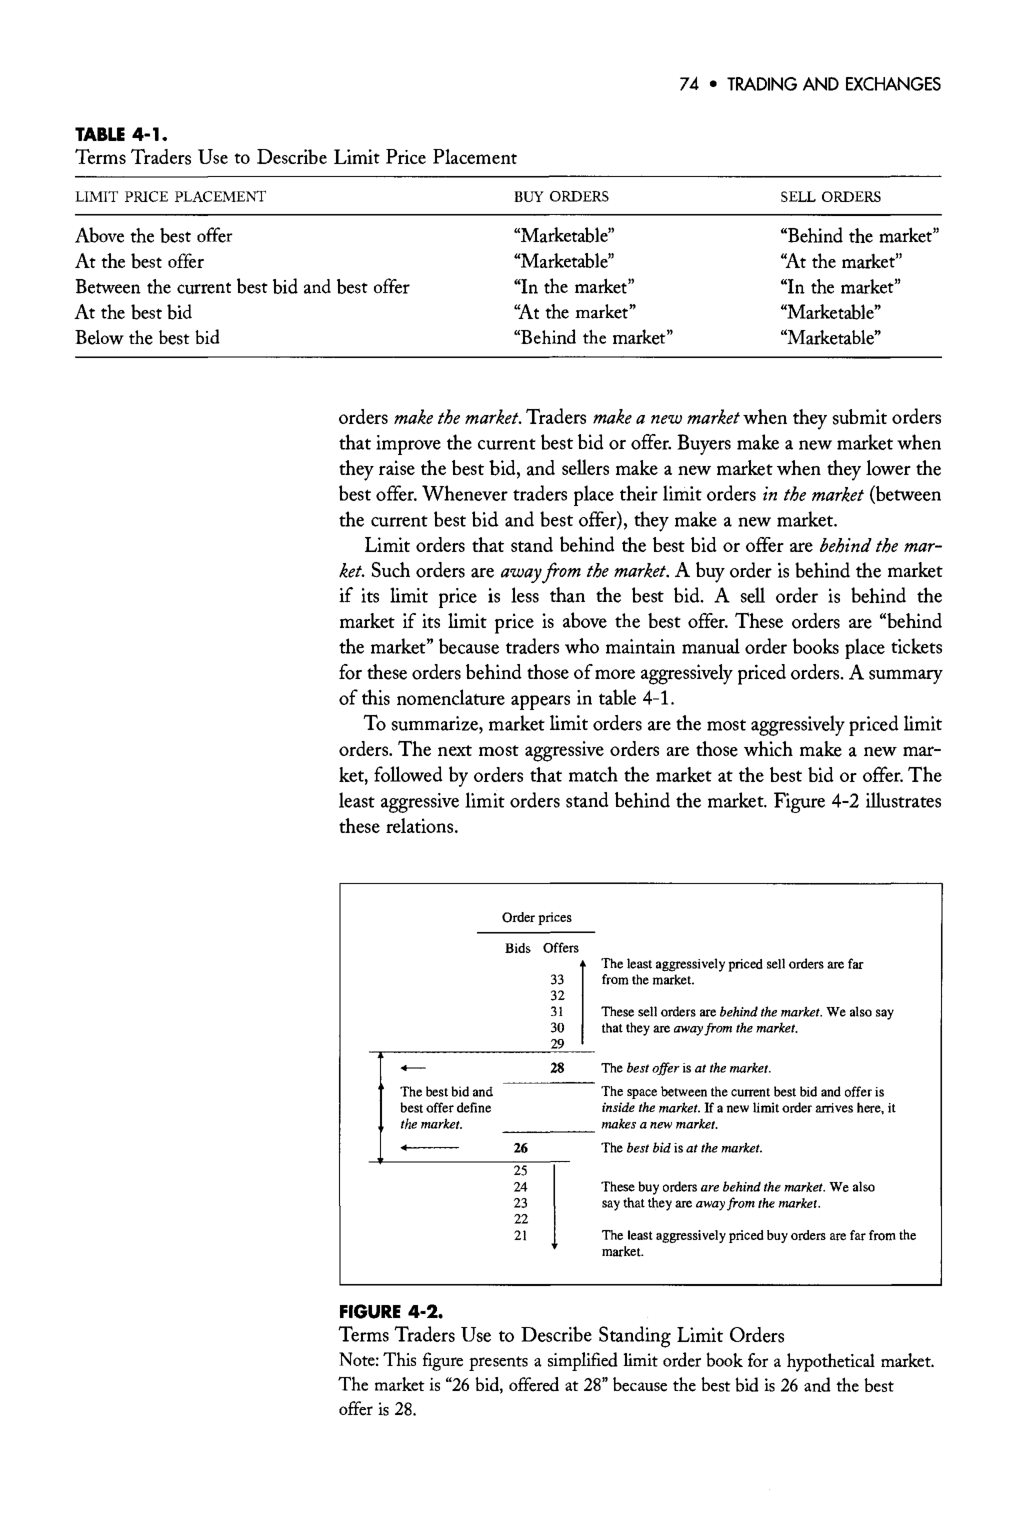 74 • TRADING AND EXCHANGES
TABLE 4-1.
Terms Traders Use to Describe Limit Price Placement
LIMIT PRICE PLACEMENT BUY ORDERS SELL ORDERS
Above the best offer “Marketable” “Behind the market”
At the best offer “Marketable” “At the market”
Between the current best bid and best offer “In the market” “In the market”
At the best bid “At the market” “Marketable”
Below the best bid “Behind the market” “Marketable”
orders make the market. Traders make a new market when they submit orders
that improve the current best bid or offer. Buyers make a new market when
they raise the best bid, and sellers make a new market when they lower the
best offer. Whenever traders place their limit orders in the market (between
the current best bid and best offer), they make a new market.
Limit orders that stand behind the best bid or offer are behind the mar-
ket. Such orders are away from the market. A buy order is behind the market
if its limit price is less than the best bid. A sell order is behind the
market if its limit price is above the best offer. These orders are “behind
the market” because traders who maintain manual order books place tickets
for these orders behind those of more aggressively priced orders. A summary
of this nomenclature appears in table 4-1.
To summarize, market limit orders are the most aggressively priced limit
orders. The next most aggressive orders are those which make a new mar-
ket, followed by orders that match the market at the best bid or offer. The
least aggressive limit orders stand behind the market. Figure 4-2 illustrates
these relations.
Order prices
Bids Offers
The least aggressively priced sell orders are far
33 from the market.
32
31 These sell orders are behind the market. We also say
30 that they are away from the market.
29
28 The best offer is at the market.
The best bid and The space between the current best bid and offer is
best offer define inside the market. If a new limit order arrives here, it
the market. makes a new market.
26 The best bid is at the market.
25
24 These buy orders are behind the market. We also
23 say that they are away from the market.
22
21 The least aggressively priced buy orders are far from the
market.
FIGURE 4-2.
Terms Traders Use to Describe Standing Limit Orders
Note: This figure presents a simplified limit order book for a hypothetical market.
The market is “26 bid, offered at 28” because the best bid is 26 and the best
offer is 28.